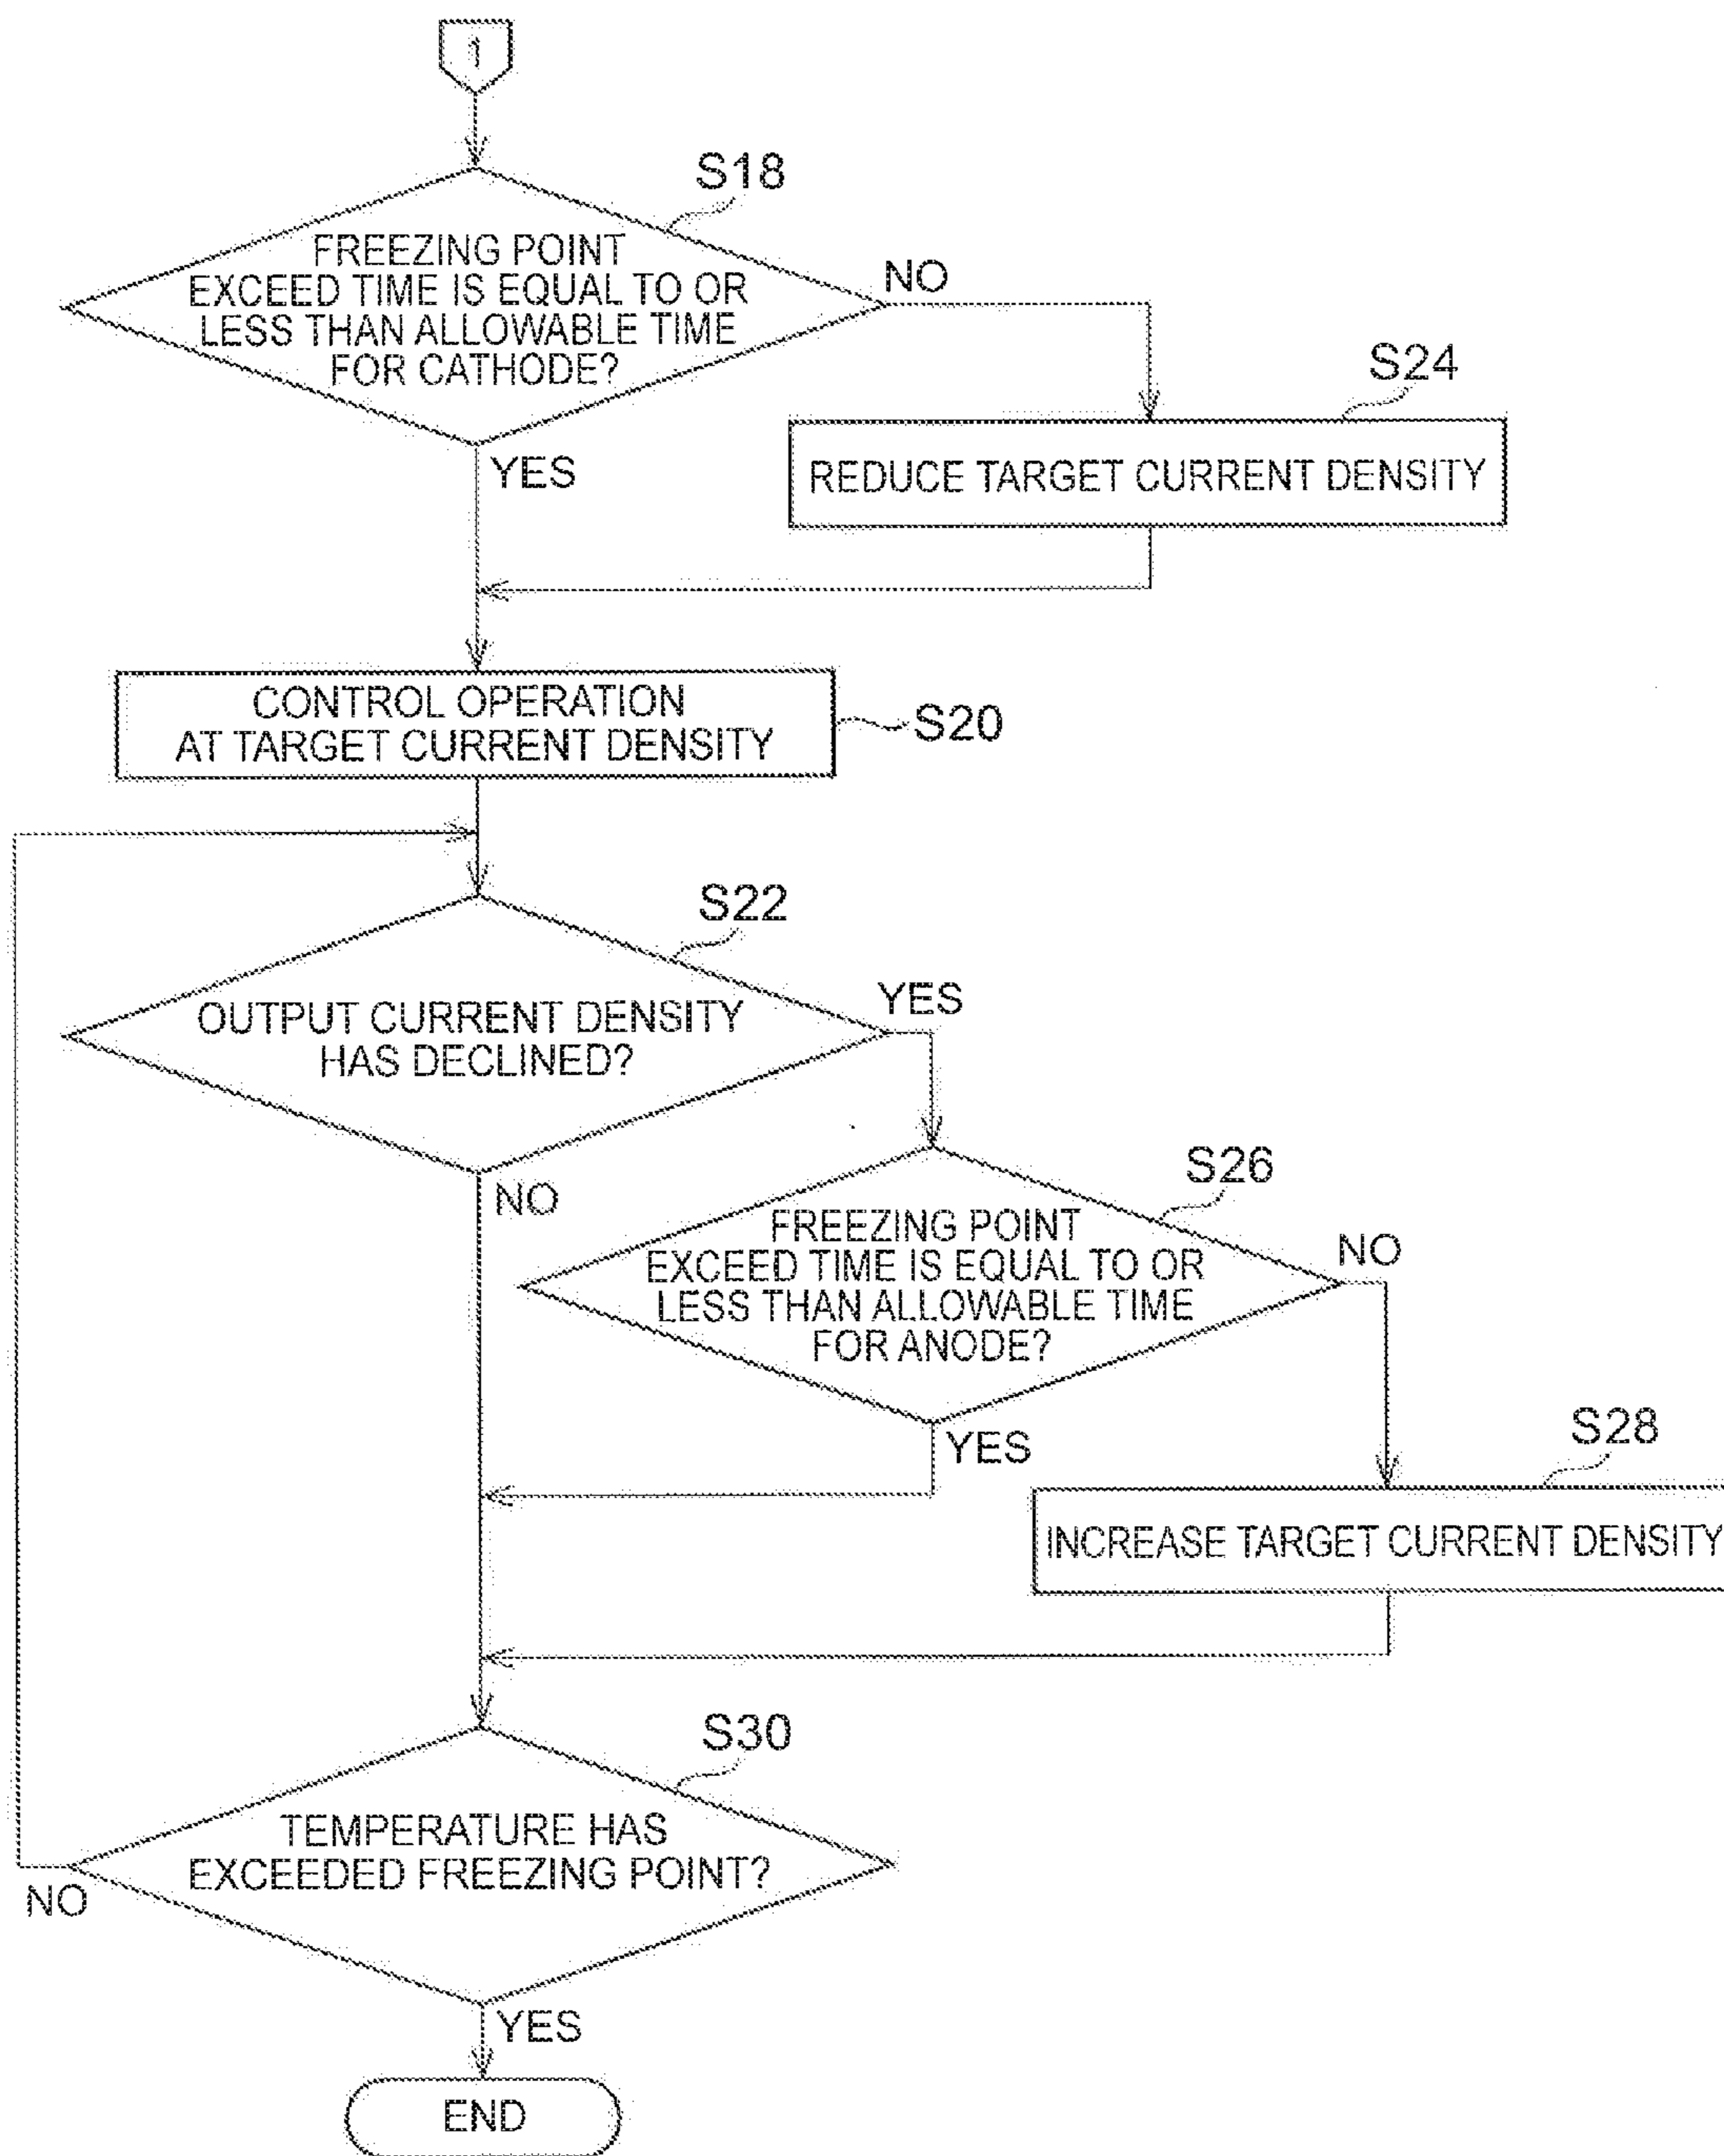 1
S18
FREEZING POINT
EXCEED TIME IS EQUAL TO OR
LESS THAN ALLOWABLE TIME
FOR CATHODE?
NO
YES
S24
REDUCE TARGET CURRENT DENSITY
CONTROL OPERATION
AT TARGET CURRENT DENSITY
S20
S22
OUTPUT CURRENT DENSITY
HAS DECLINED?
YES
NO
S26
FREEZING POINT
EXCEED TIME IS EQUAL TO OR
LESS THAN ALLOWABLE TIME
FOR ANODE?
NO
YES
S28
INCREASE TARGET CURRENT DENSITY
S30
TEMPERATURE HAS
EXCEEDED FREEZING POINT?
NO
YES
END